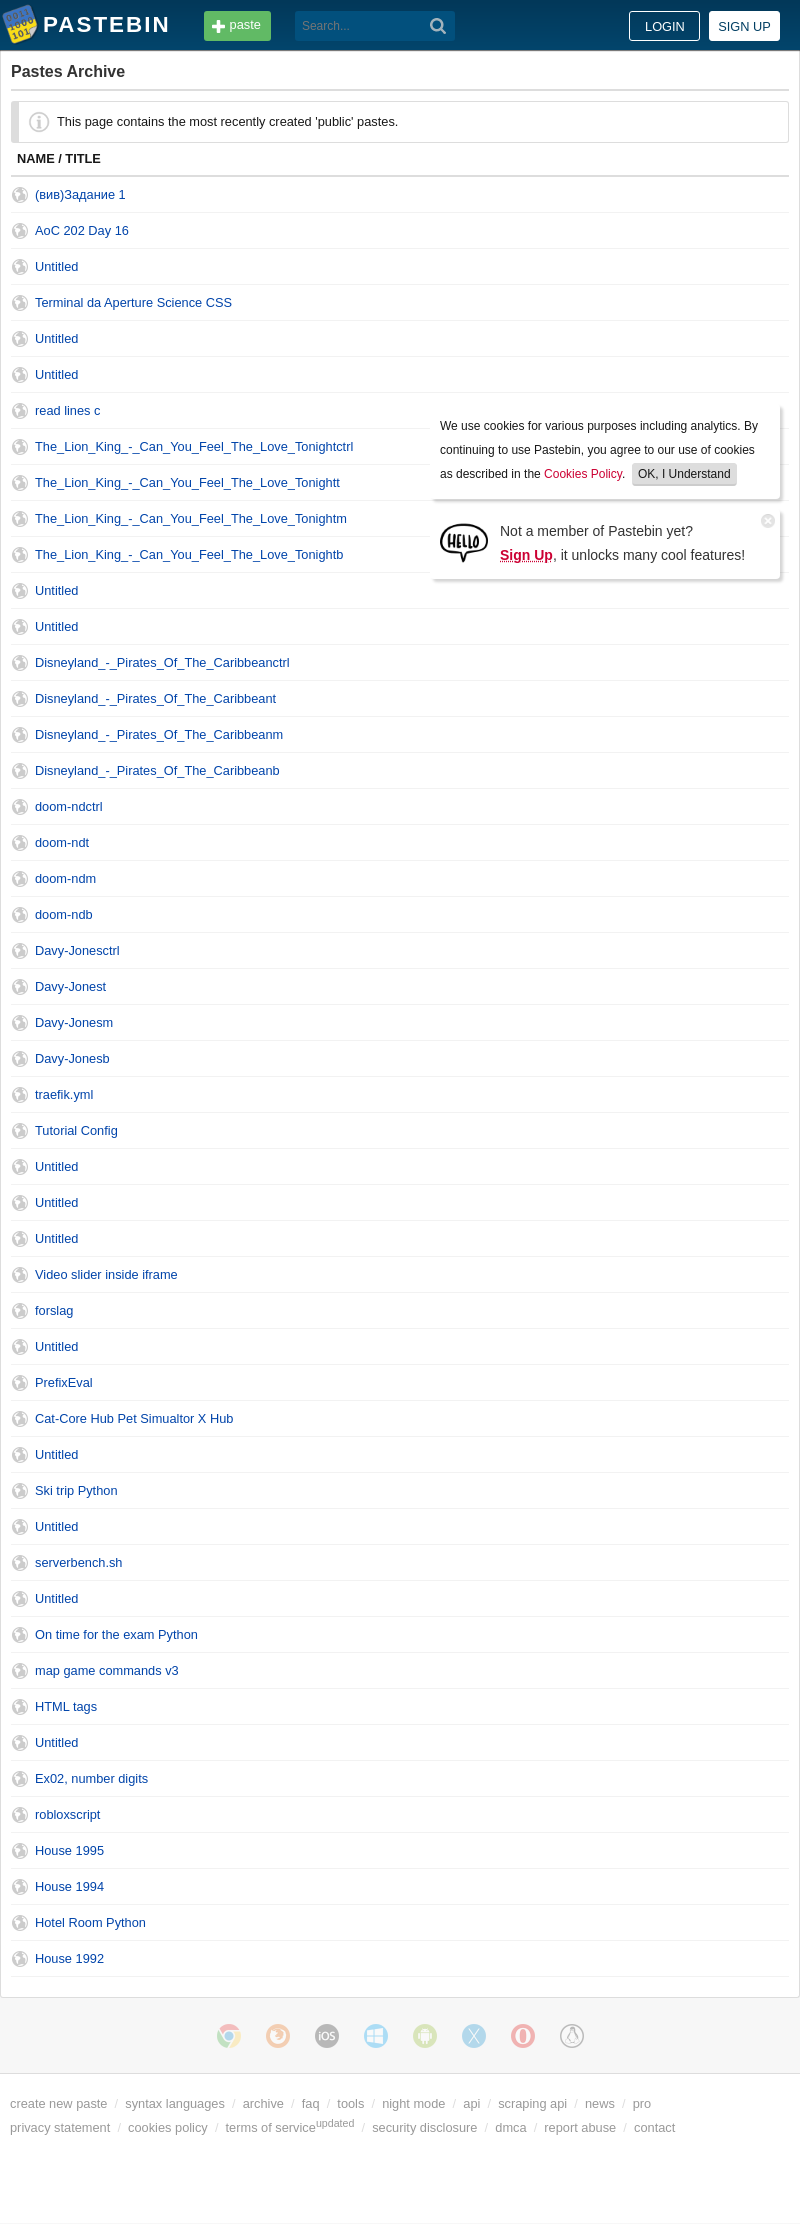 PASTEBIN
paste
Search...
LOGIN
SIGN UP
Pastes Archive
This page contains the most recently created 'public' pastes.
NAME / TITLE
(вив)Задание 1
AoC 202 Day 16
Untitled
Terminal da Aperture Science CSS
Untitled
Untitled
read lines c
The_Lion_King_-_Can_You_Feel_The_Love_Tonightctrl
The_Lion_King_-_Can_You_Feel_The_Love_Tonightt
The_Lion_King_-_Can_You_Feel_The_Love_Tonightm
The_Lion_King_-_Can_You_Feel_The_Love_Tonightb
We use cookies for various purposes including analytics. By
continuing to use Pastebin, you agree to our use of cookies
as described in the Cookies Policy. OK, I Understand
HELLO
Not a member of Pastebin yet?
Sign Up, it unlocks many cool features!
Untitled
Untitled
Disneyland_-_Pirates_Of_The_Caribbeanctrl
Disneyland_-_Pirates_Of_The_Caribbeant
Disneyland_-_Pirates_Of_The_Caribbeanm
Disneyland_-_Pirates_Of_The_Caribbeanb
doom-ndctrl
doom-ndt
doom-ndm
doom-ndb
Davy-Jonesctrl
Davy-Jonest
Davy-Jonesm
Davy-Jonesb
traefik.yml
Tutorial Config
Untitled
Untitled
Untitled
Video slider inside iframe
forslag
Untitled
PrefixEval
Cat-Core Hub Pet Simualtor X Hub
Untitled
Ski trip Python
Untitled
serverbench.sh
Untitled
On time for the exam Python
map game commands v3
HTML tags
Untitled
Ex02, number digits
robloxscript
House 1995
House 1994
Hotel Room Python
House 1992
iOS
create new paste / syntax languages / archive / faq / tools / night mode / api / scraping api / news / pro
privacy statement / cookies policy / terms of serviceupdated / security disclosure / dmca / report abuse / contact